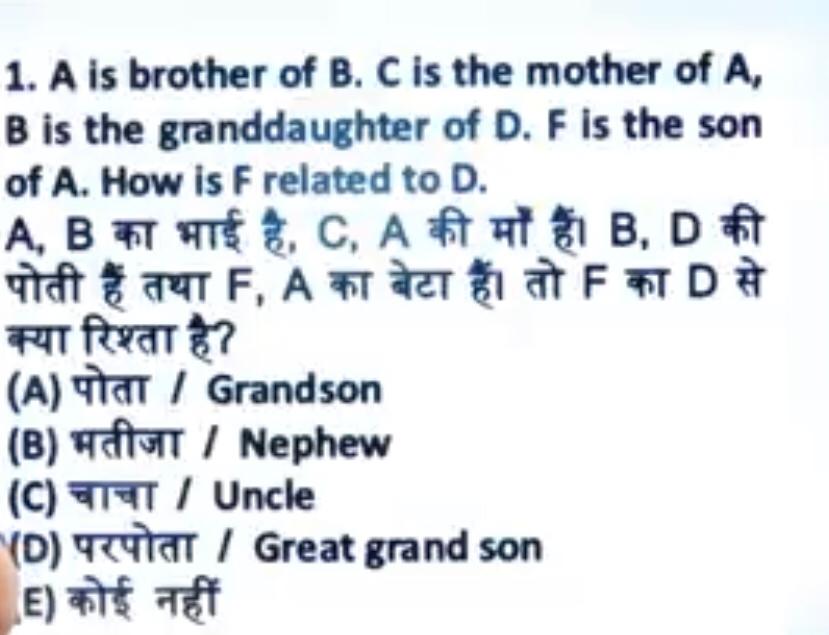 1. A is brother of B. C is the mother of A,
B is the granddaughter of D. F is the son
of A. How is F related to D.
A, B का भाई है, C, A की माँ हैं। B, D की
पोती हैं तथा F, A का बेटा हैं। तो F का D से
क्या रिश्ता है?
(A) पोता / Grandson
(B) भतीजा / Nephew
(C) चाचा / Uncle
(D) परपोता / Great grand son
E) कोई नहीं